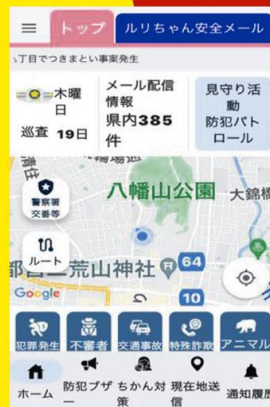 トップ
ルリちゃん安全メール
丁目でつきまとい事案発生
木曜
日
巡査 19日
メール配信
情報
県内385
件
見守り活
動
防犯パト
ロール
八幡山公園
大錦橋
警察署
交番等
ルート
二荒山神社
64
10
Google
犯罪発生
不審者
交通事故
特殊詐欺
アニマル
ホーム
防犯ブザ
ー
ちかん対
策
現在地送
信
通知履歴